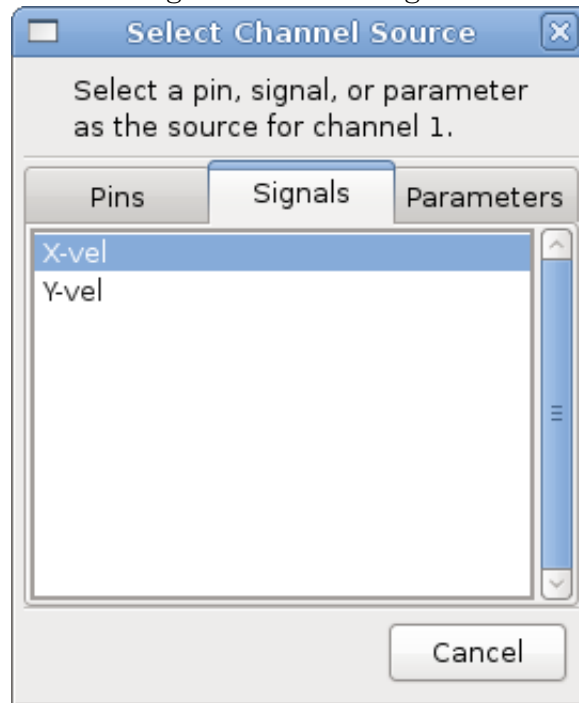 Select Channel Source
Select a pin, signal, or parameter
as the source for channel 1.
Pins Signals Parameters
X-vel
Y-vel
Cancel